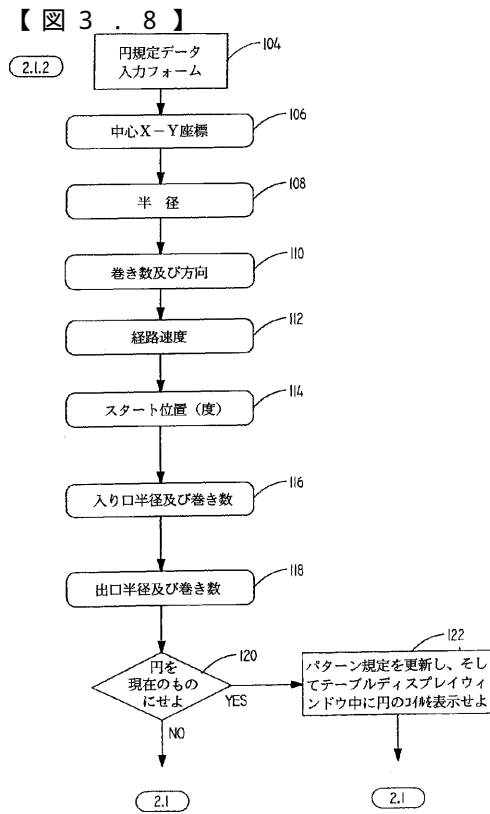 【図3.8】
2.1.2
円規定データ
入力フォーム
104
中心X-Y座標
106
半 径
108
巻き数及び方向
110
経路速度
112
スタート位置(度)
114
入り口半径及び巻き数
116
出口半径及び巻き数
118
円を
現在のもの
にせよ
120
YES
NO
122
パターン規定を更新し、そし
てテーブルディスプレイウィ
ンドウ中に円のコイルを表示せよ
2.1
2.1